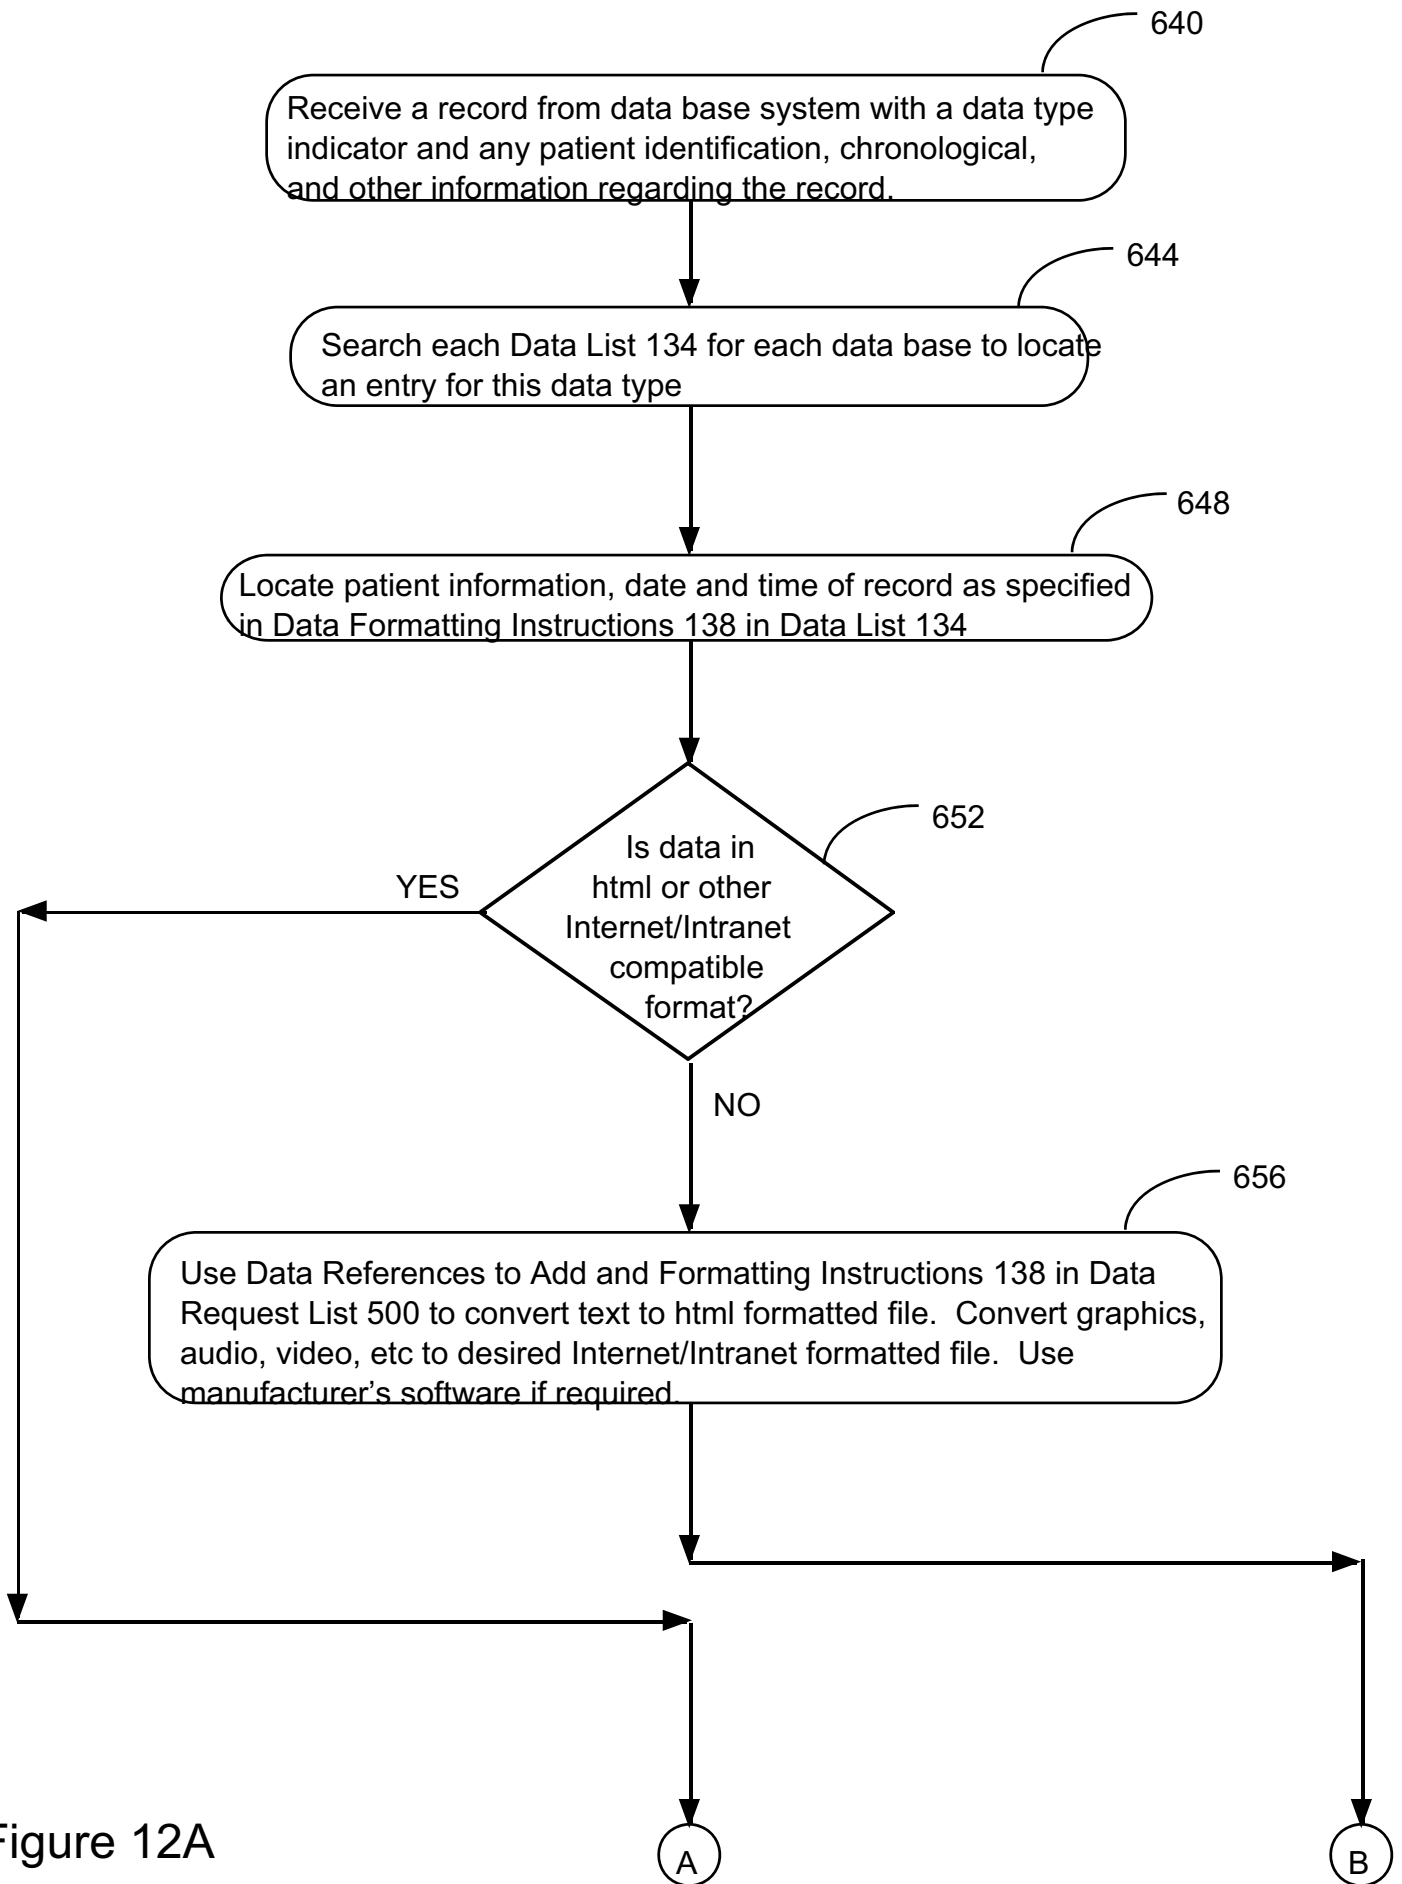 640
Receive a record from data base system with a data type
indicator and any patient identification, chronological,
and other information regarding the record.
644
Search each Data List 134 for each data base to locate
an entry for this data type
648
Locate patient information, date and time of record as specified
in Data Formatting Instructions 138 in Data List 134
652
Is data in
html or other
Internet/Intranet
compatible
format?
YES
NO
656
Use Data References to Add and Formatting Instructions 138 in Data
Request List 500 to convert text to html formatted file.  Convert graphics,
audio, video, etc to desired Internet/Intranet formatted file.  Use
manufacturer's software if required.
Figure 12A
A
B